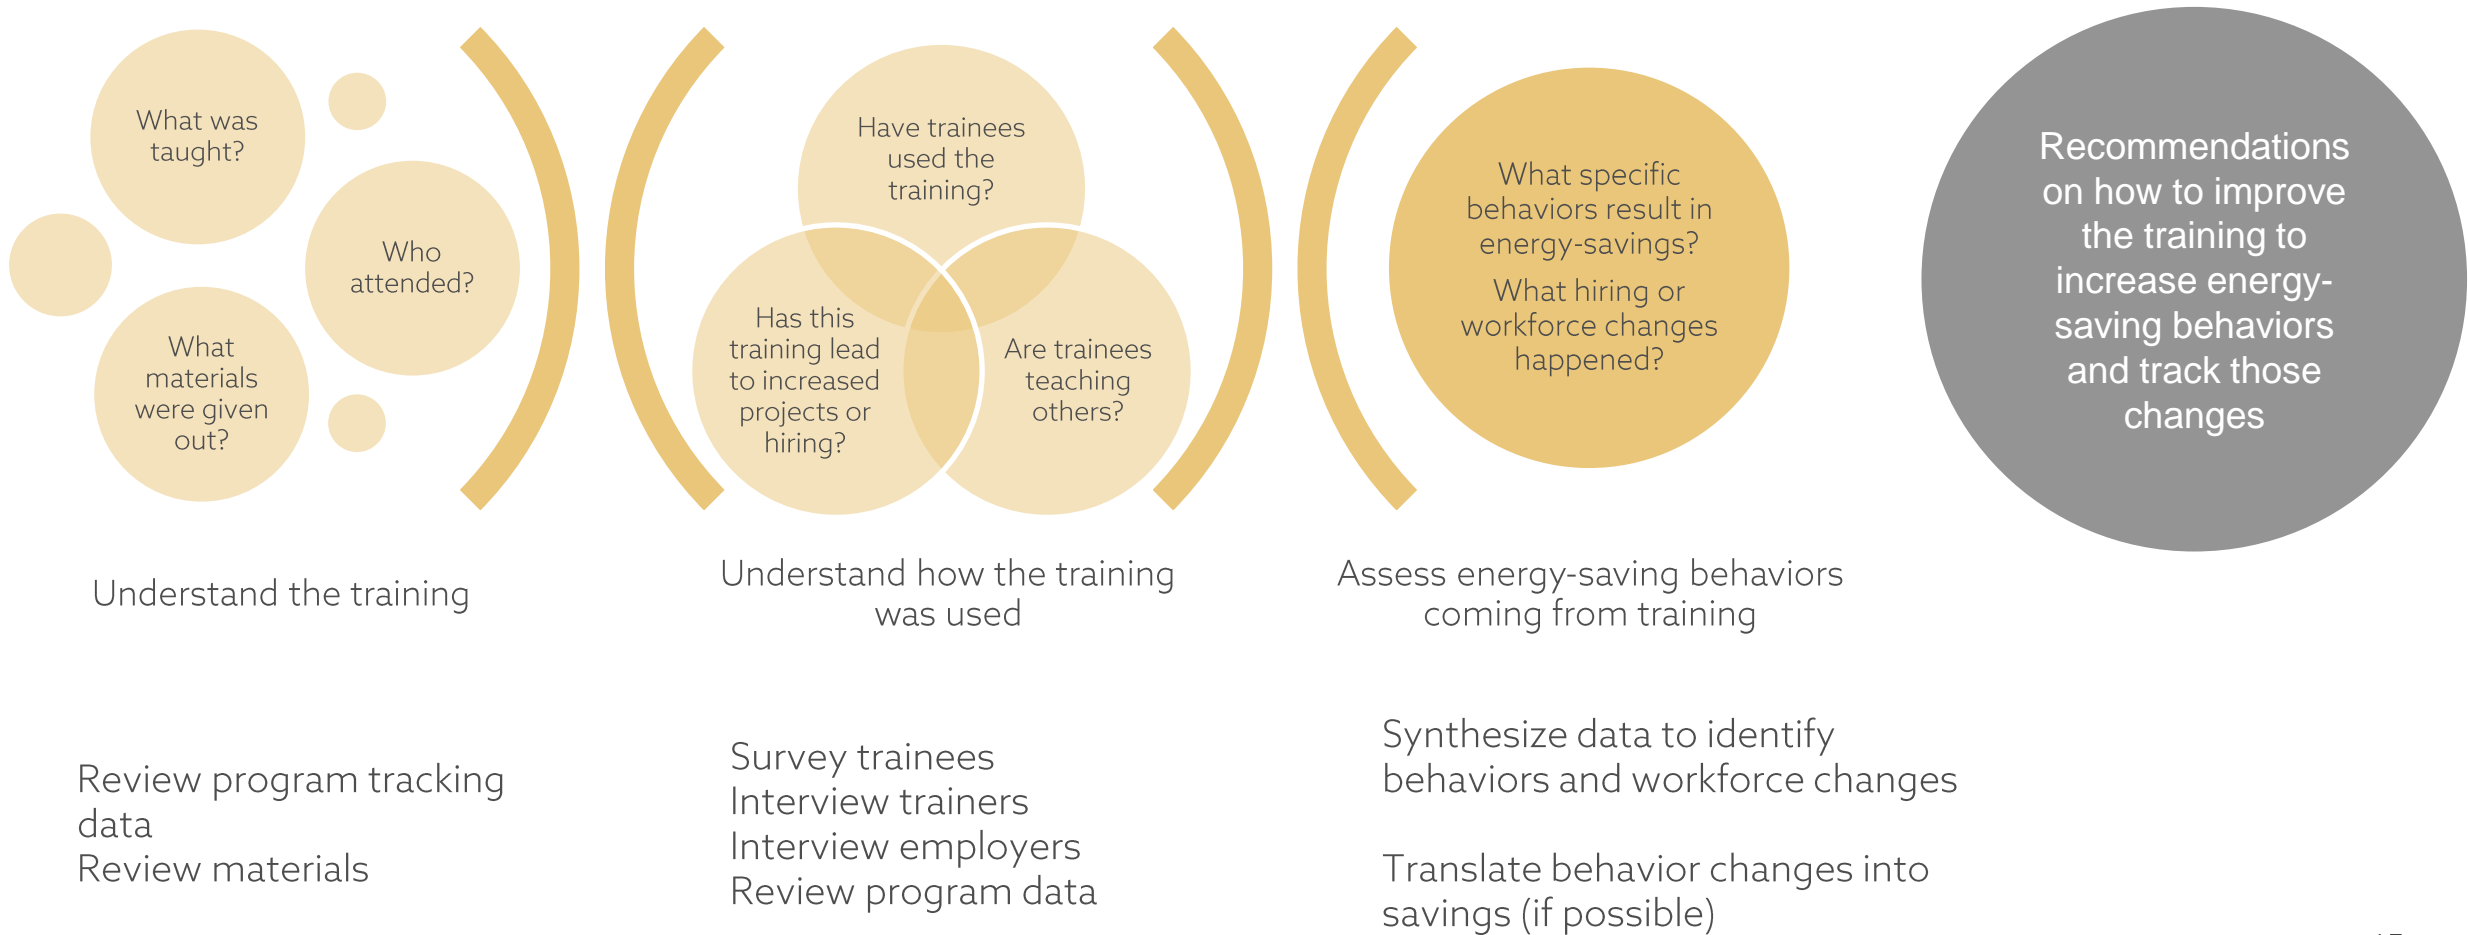 What was
taught?
Who
attended?
What
materials
were given
out?
Understand the training
Review program tracking
data
Review materials
Have trainees
used the
training?
Has this
training lead
to increased
projects or
hiring?
Are trainees
teaching
others?
Understand how the training
was used
Survey trainees
Interview trainers
Interview employers
Review program data
What specific
behaviors result in
energy-savings?
What hiring or
workforce changes
happened?
Assess energy-saving behaviors
coming from training
Synthesize data to identify
behaviors and workforce changes
Translate behavior changes into
savings (if possible)
Recommendations
on how to improve
the training to
increase energy-
saving behaviors
and track those
changes